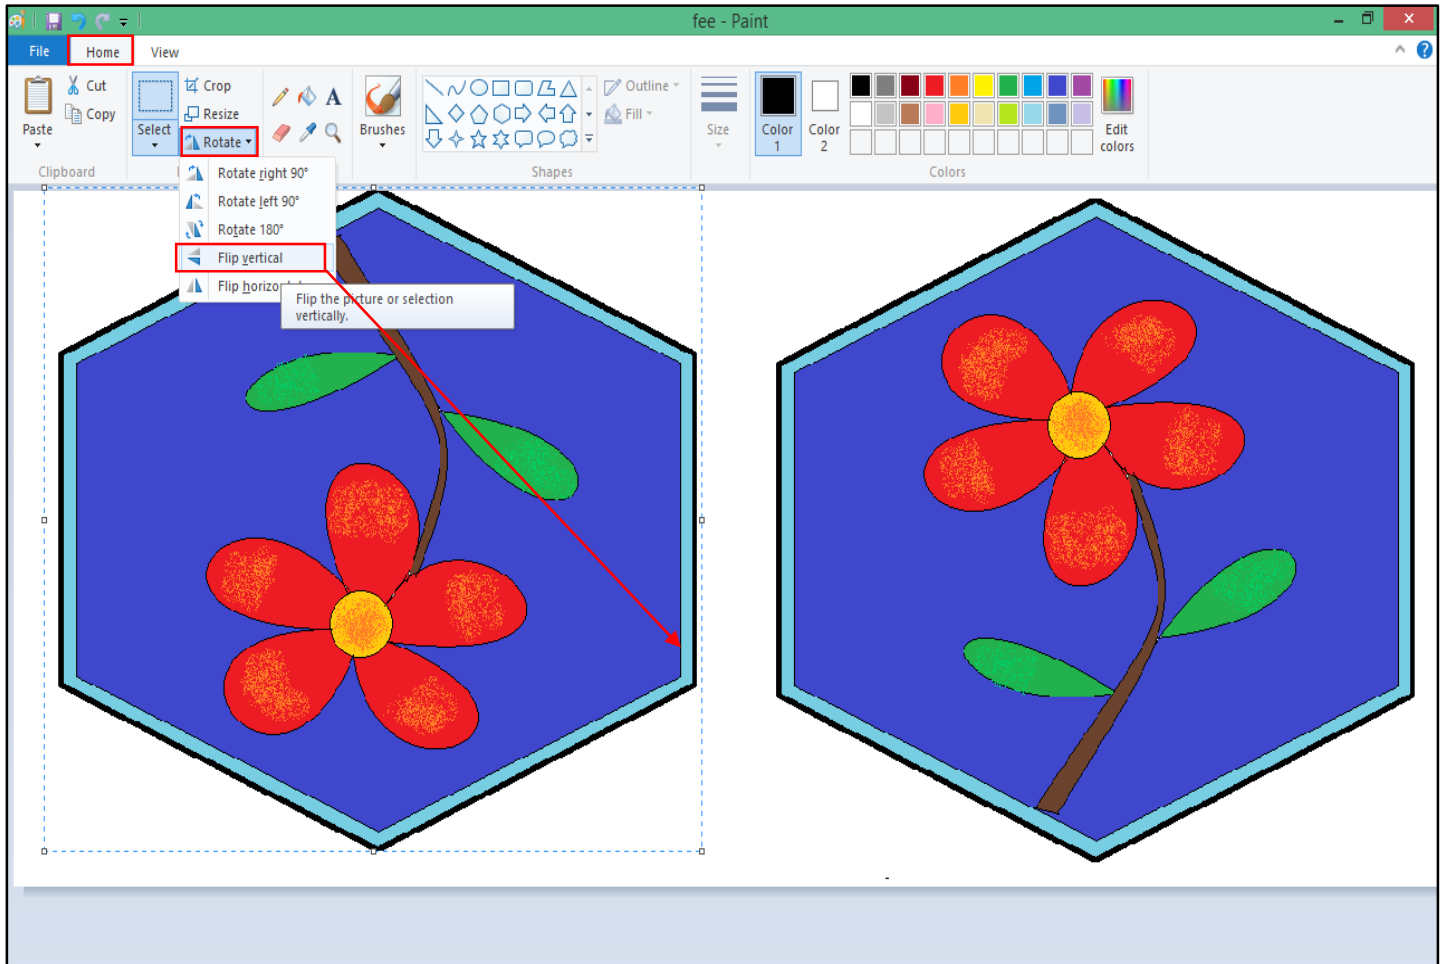 fee - Paint
File Home View
Cut
Copy
Paste
Select
Crop
Resize
Rotate
Brushes
Outline
Fill
Size
Color 1
Color 2
Edit colors
Clipboard
Shapes
Colors
Rotate right 90°
Rotate left 90°
Rotate 180°
Flip vertical
Flip the picture or selection
vertically.